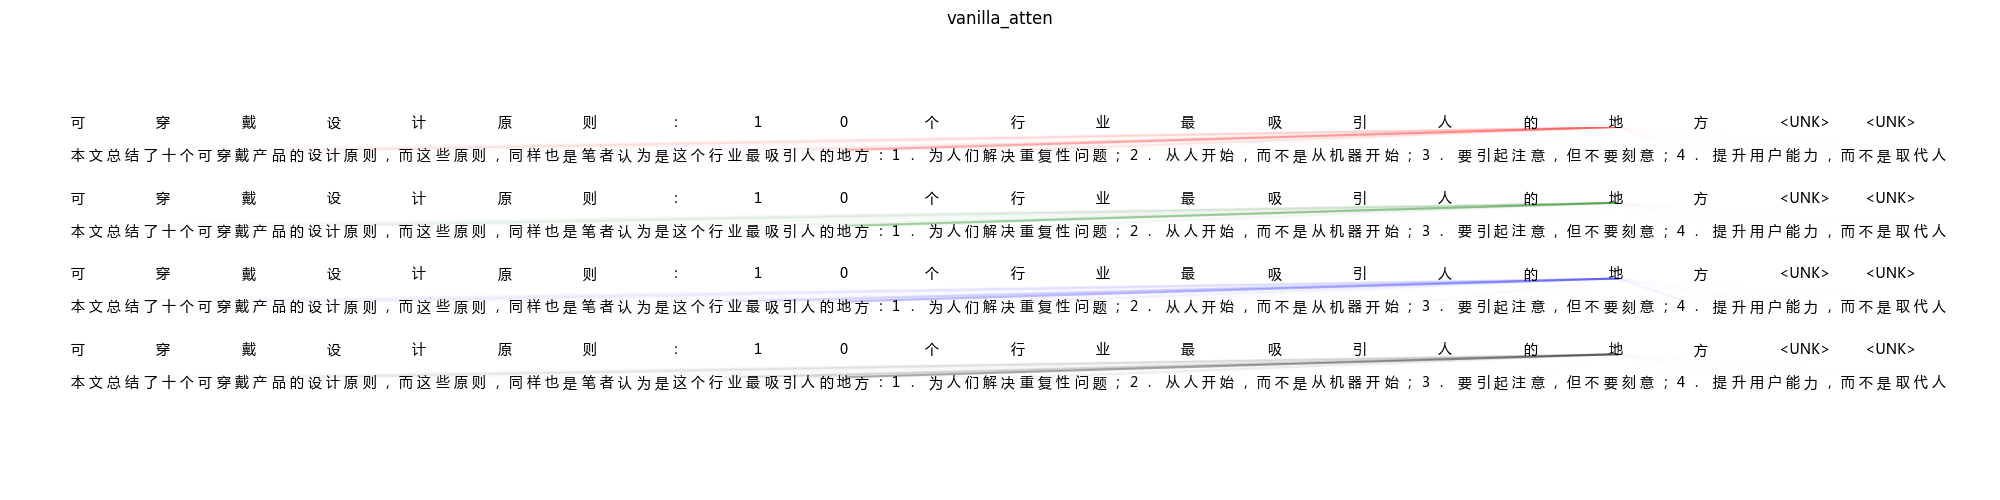 vanilla_atten
可 穿 戴 设 计 原 则 : 1 0 个 行 业 最 吸 引 人 的 地 方 <UNK> <UNK>
本文总结了十个可穿戴产品的设计原则,而这些原则,同样也是笔者认为是这个行业最吸引人的地方:1.为人们解决重复性问题;2.从人开始,而不是从机器开始;3.要引起注意,但不要刻意;4.提升用户能力,而不是取代人
可 穿 戴 设 计 原 则 : 1 0 个 行 业 最 吸 引 人 的 地 方 <UNK> <UNK>
本文总结了十个可穿戴产品的设计原则,而这些原则,同样也是笔者认为是这个行业最吸引人的地方:1.为人们解决重复性问题;2.从人开始,而不是从机器开始;3.要引起注意,但不要刻意;4.提升用户能力,而不是取代人
可 穿 戴 设 计 原 则 : 1 0 个 行 业 最 吸 引 人 的 地 方 <UNK> <UNK>
本文总结了十个可穿戴产品的设计原则,而这些原则,同样也是笔者认为是这个行业最吸引人的地方:1.为人们解决重复性问题;2.从人开始,而不是从机器开始;3.要引起注意,但不要刻意;4.提升用户能力,而不是取代人
可 穿 戴 设 计 原 则 : 1 0 个 行 业 最 吸 引 人 的 地 方 <UNK> <UNK>
本文总结了十个可穿戴产品的设计原则,而这些原则,同样也是笔者认为是这个行业最吸引人的地方:1.为人们解决重复性问题;2.从人开始,而不是从机器开始;3.要引起注意,但不要刻意;4.提升用户能力,而不是取代人